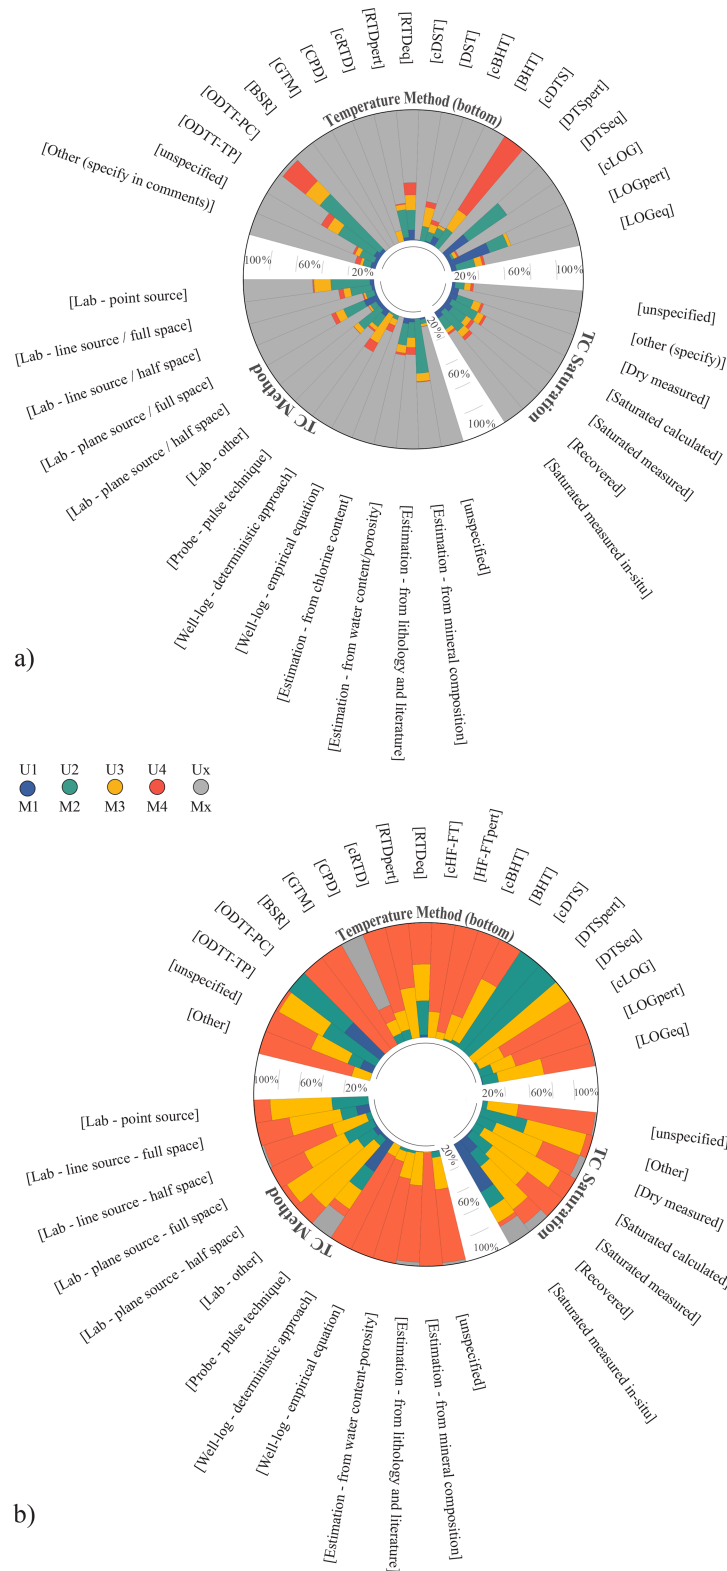 [Other (specify in comments)]
[unspecified]
[ODTT-TP]
[ODTT-PC]
[BSR]
[GTM]
[CPD]
[cRTD]
[RTDpert]
[RTDeq]
[cDST]
[DST]
[cBHT]
[BHT]
[cDTS]
[DTSpert]
[DTSeq]
[cLOG]
[LOGpert]
[LOGeq]
Temperature Method (bottom)
100%
60%
20%
20%
60%
100%
20%
60%
100%
TC Method
TC Saturation
[unspecified]
[other (specify)]
[Dry measured]
[Saturated calculated]
[Saturated measured]
[Recovered]
[Saturated measured in-situ]
[Lab - point source]
[Lab - line source / full space]
[Lab - line source / half space]
[Lab - plane source / full space]
[Lab - plane source / half space]
[Lab - other]
[Probe - pulse technique]
[Well-log - deterministic approach]
[Well-log - empirical equation]
[Estimation - from chlorine content]
[Estimation - from water content/porosity]
[Estimation - from lithology and literature]
[Estimation - from mineral composition]
[unspecified]
a)
U1 U2 U3 U4 Ux
M1 M2 M3 M4 Mx
[Other]
[unspecified]
[ODTT-TP]
[ODTT-PC]
[BSR]
[GTM]
[CPD]
[cRTD]
[RTDpert]
[RTDeq]
[cHF-FT]
[HF-FTpert]
[cBHT]
[BHT]
[cDTS]
[DTSpert]
[DTSeq]
[cLOG]
[LOGpert]
[LOGeq]
Temperature Method (bottom)
100%
60%
20%
20%
60%
100%
20%
60%
100%
TC Method
TC Saturation
[unspecified]
[Other]
[Dry measured]
[Saturated calculated]
[Saturated measured]
[Recovered]
[Saturated measured in-situ]
[Lab - point source]
[Lab - line source - full space]
[Lab - line source - half space]
[Lab - plane source - full space]
[Lab - plane source - half space]
[Lab - other]
[Probe - pulse technique]
[Well-log - deterministic approach]
[Well-log - empirical equation]
[Estimation - from water content-porosity]
[Estimation - from lithology and literature]
[Estimation - from mineral composition]
[unspecified]
b)